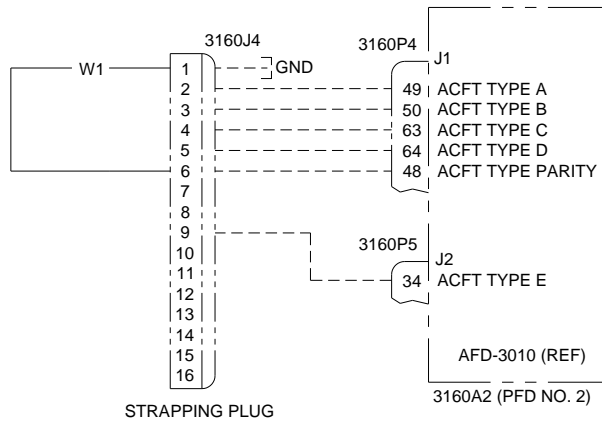 3160J4
3160P4
J1
W1
1 GND
2 49 ACFT TYPE A
3 50 ACFT TYPE B
4 63 ACFT TYPE C
5 64 ACFT TYPE D
6 48 ACFT TYPE PARITY
7
8
9
3160P5
J2
10
11 34 ACFT TYPE E
12
13
14
15
16
AFD-3010 (REF)
3160A2 (PFD NO. 2)
STRAPPING PLUG